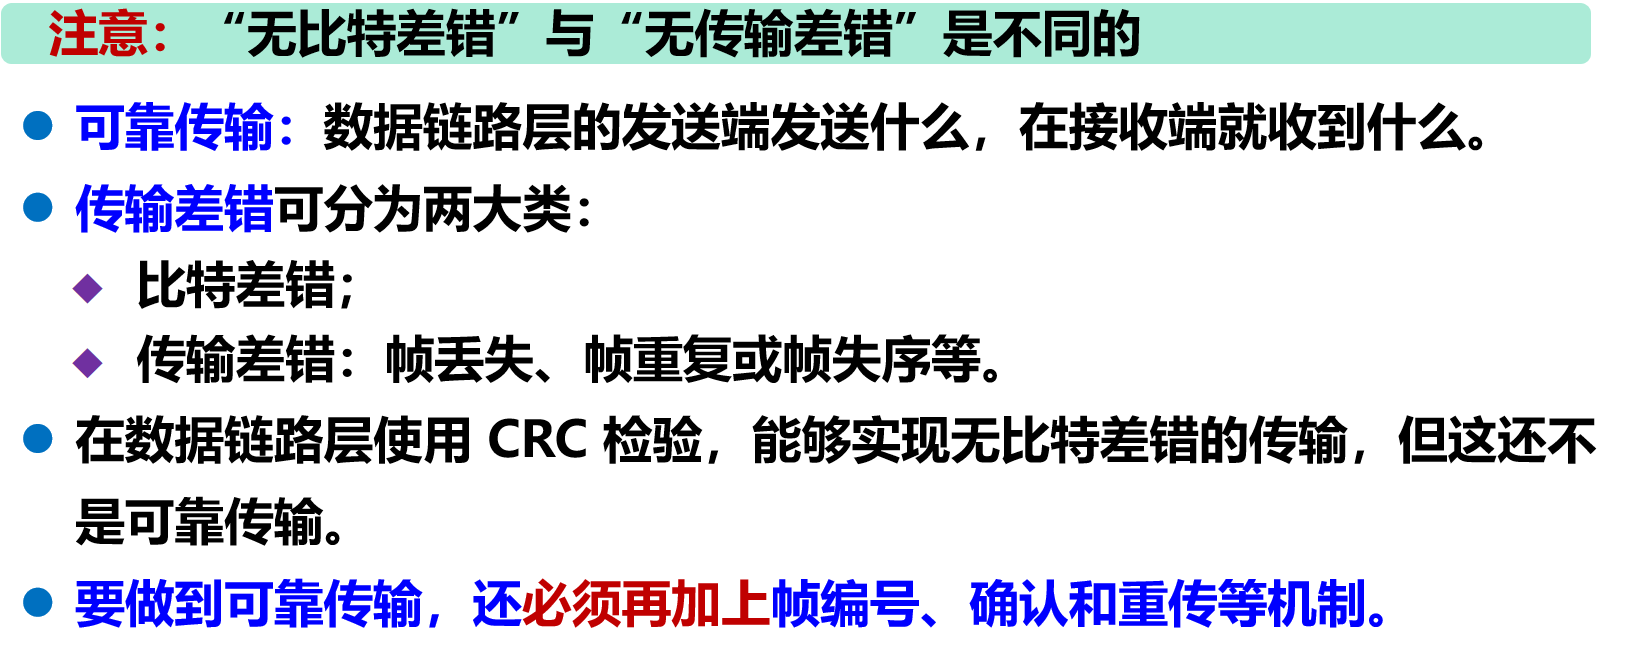 注意：“无比特差错”与“无传输差错”是不同的
可靠传输：数据链路层的发送端发送什么，在接收端就收到什么。
传输差错可分为两大类：
比特差错；
传输差错：帧丢失、帧重复或帧失序等。
在数据链路层使用 CRC 检验，能够实现无比特差错的传输，但这还不
是可靠传输。
要做到可靠传输，还必须再加上帧编号、确认和重传等机制。